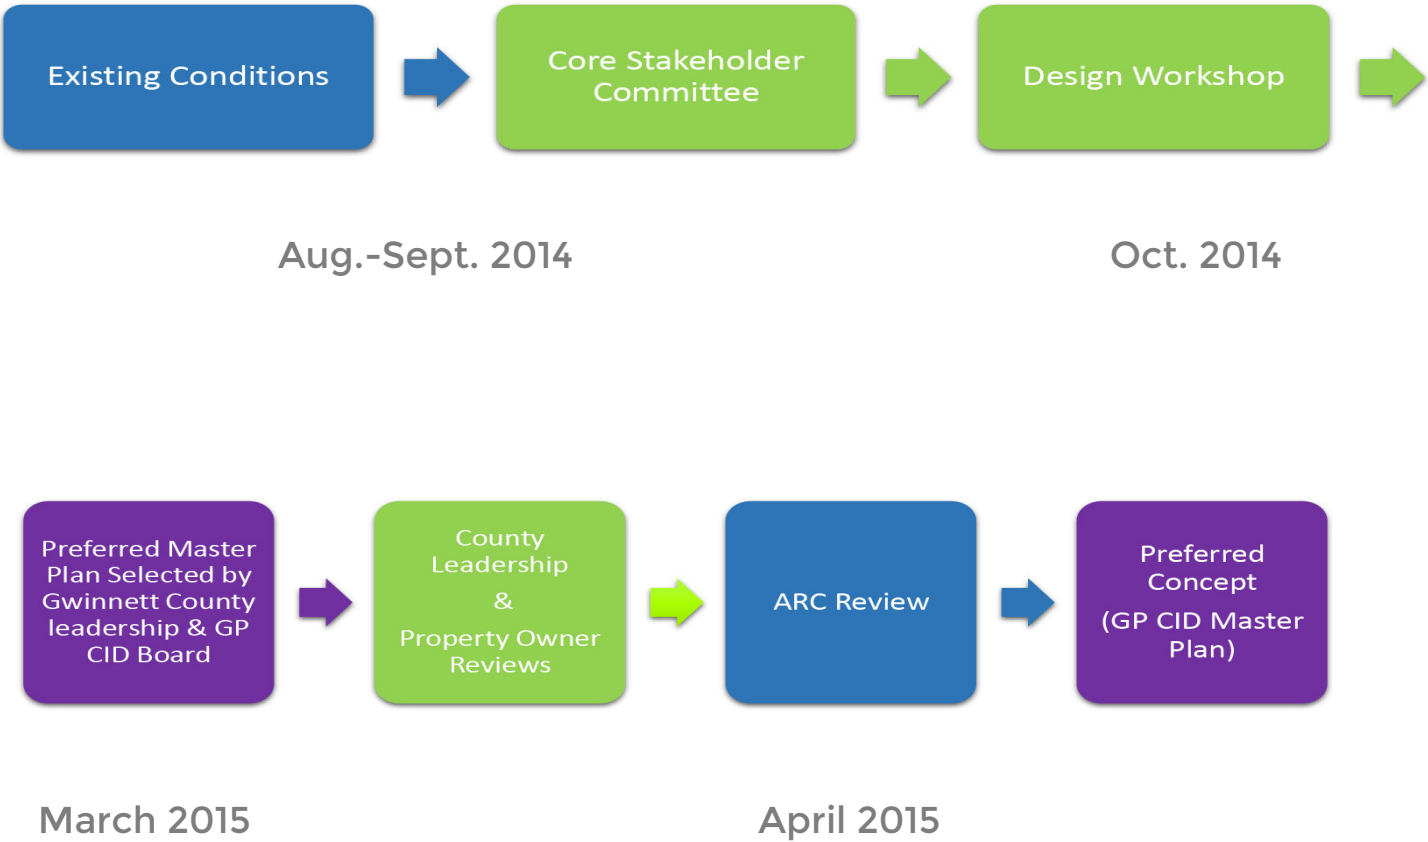 Existing Conditions
Core Stakeholder
Committee
Design Workshop
Aug.-Sept. 2014
Oct. 2014
Preferred Master
Plan Selected by
Gwinnett County
leadership & GP
CID Board
County
Leadership
&
Property Owner
Reviews
ARC Review
Preferred
Concept
(GP CID Master
Plan)
March 2015
April 2015